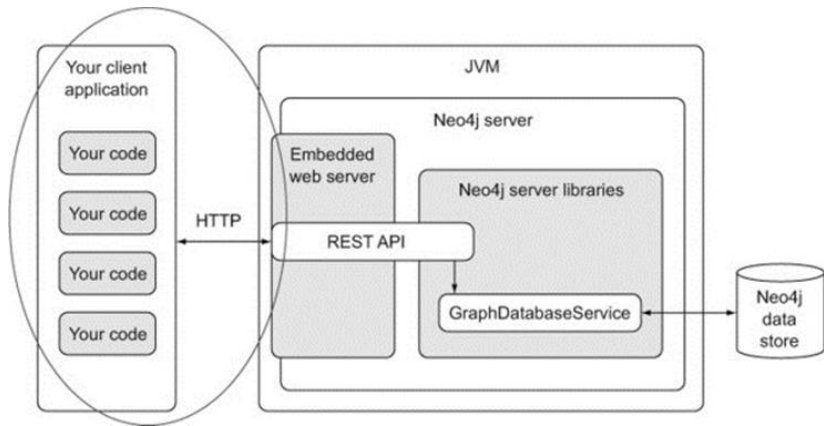 Your client
application
Your code
Your code
Your code
Your code
HTTP
JVM
Neo4j server
Embedded
web server
Neo4j server libraries
REST API
GraphDatabaseService
Neo4j
data
store